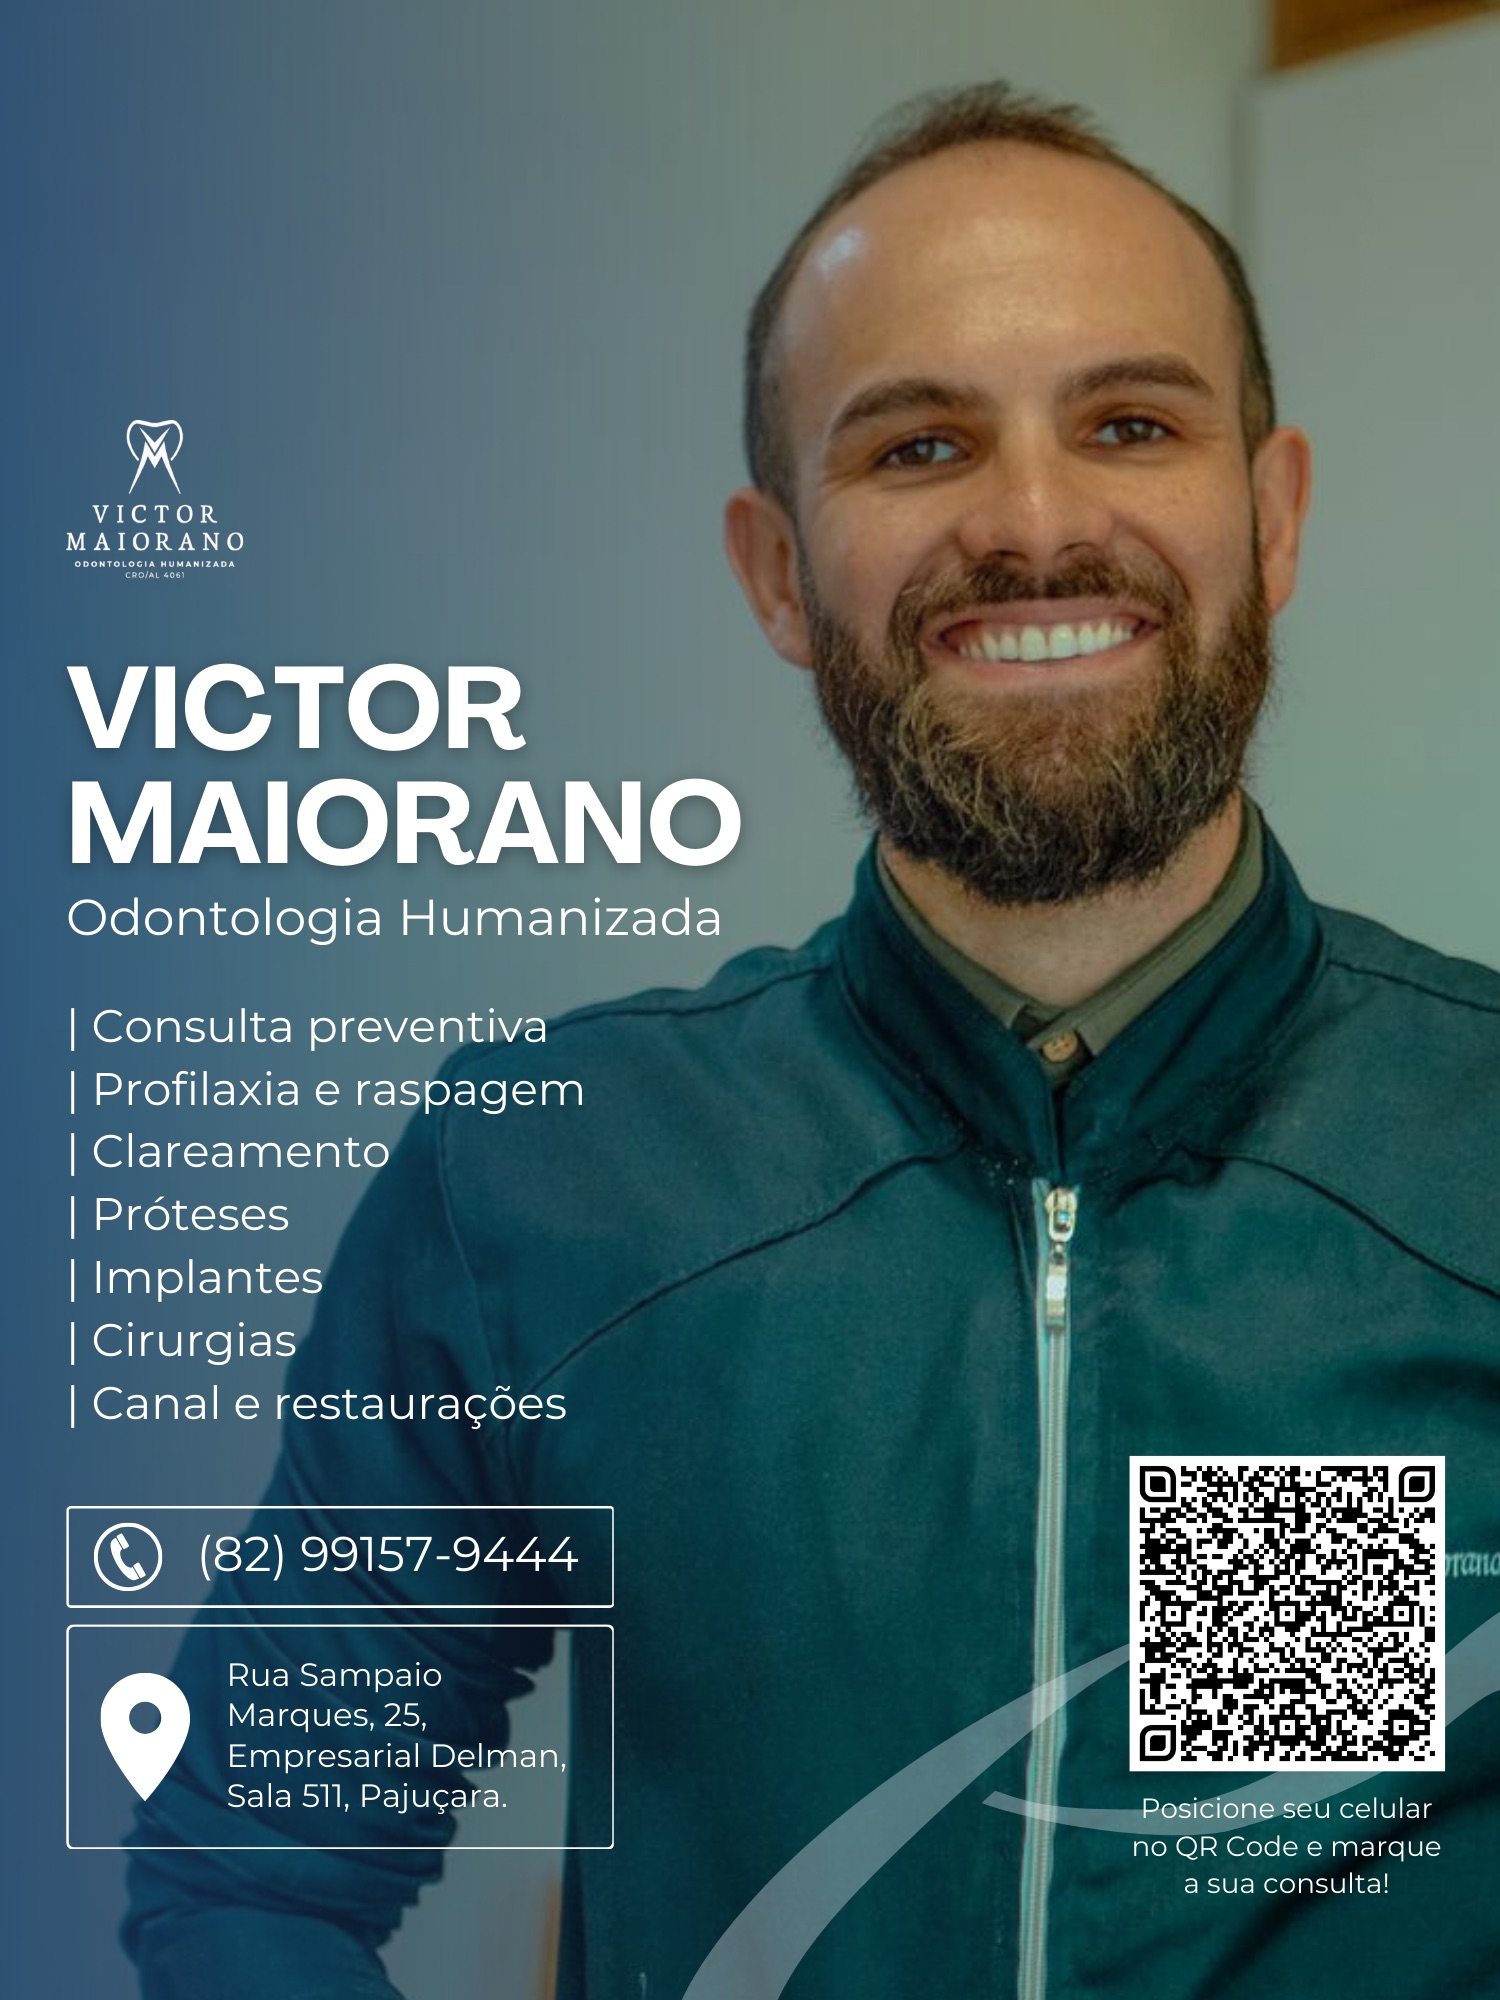 VICTOR
MAIORANO
ODONTOLOGIA HUMANIZADA
CRO/AL 4061
VICTOR
MAIORANO
Odontologia Humanizada
| Consulta preventiva
| Profilaxia e raspagem
| Clareamento
| Próteses
| Implantes
| Cirurgias
| Canal e restaurações
(82) 99157-9444
Rua Sampaio
Marques, 25,
Empresarial Delman,
Sala 511, Pajuçara.
orano
Posicione seu celular
no QR Code e marque
a sua consulta!